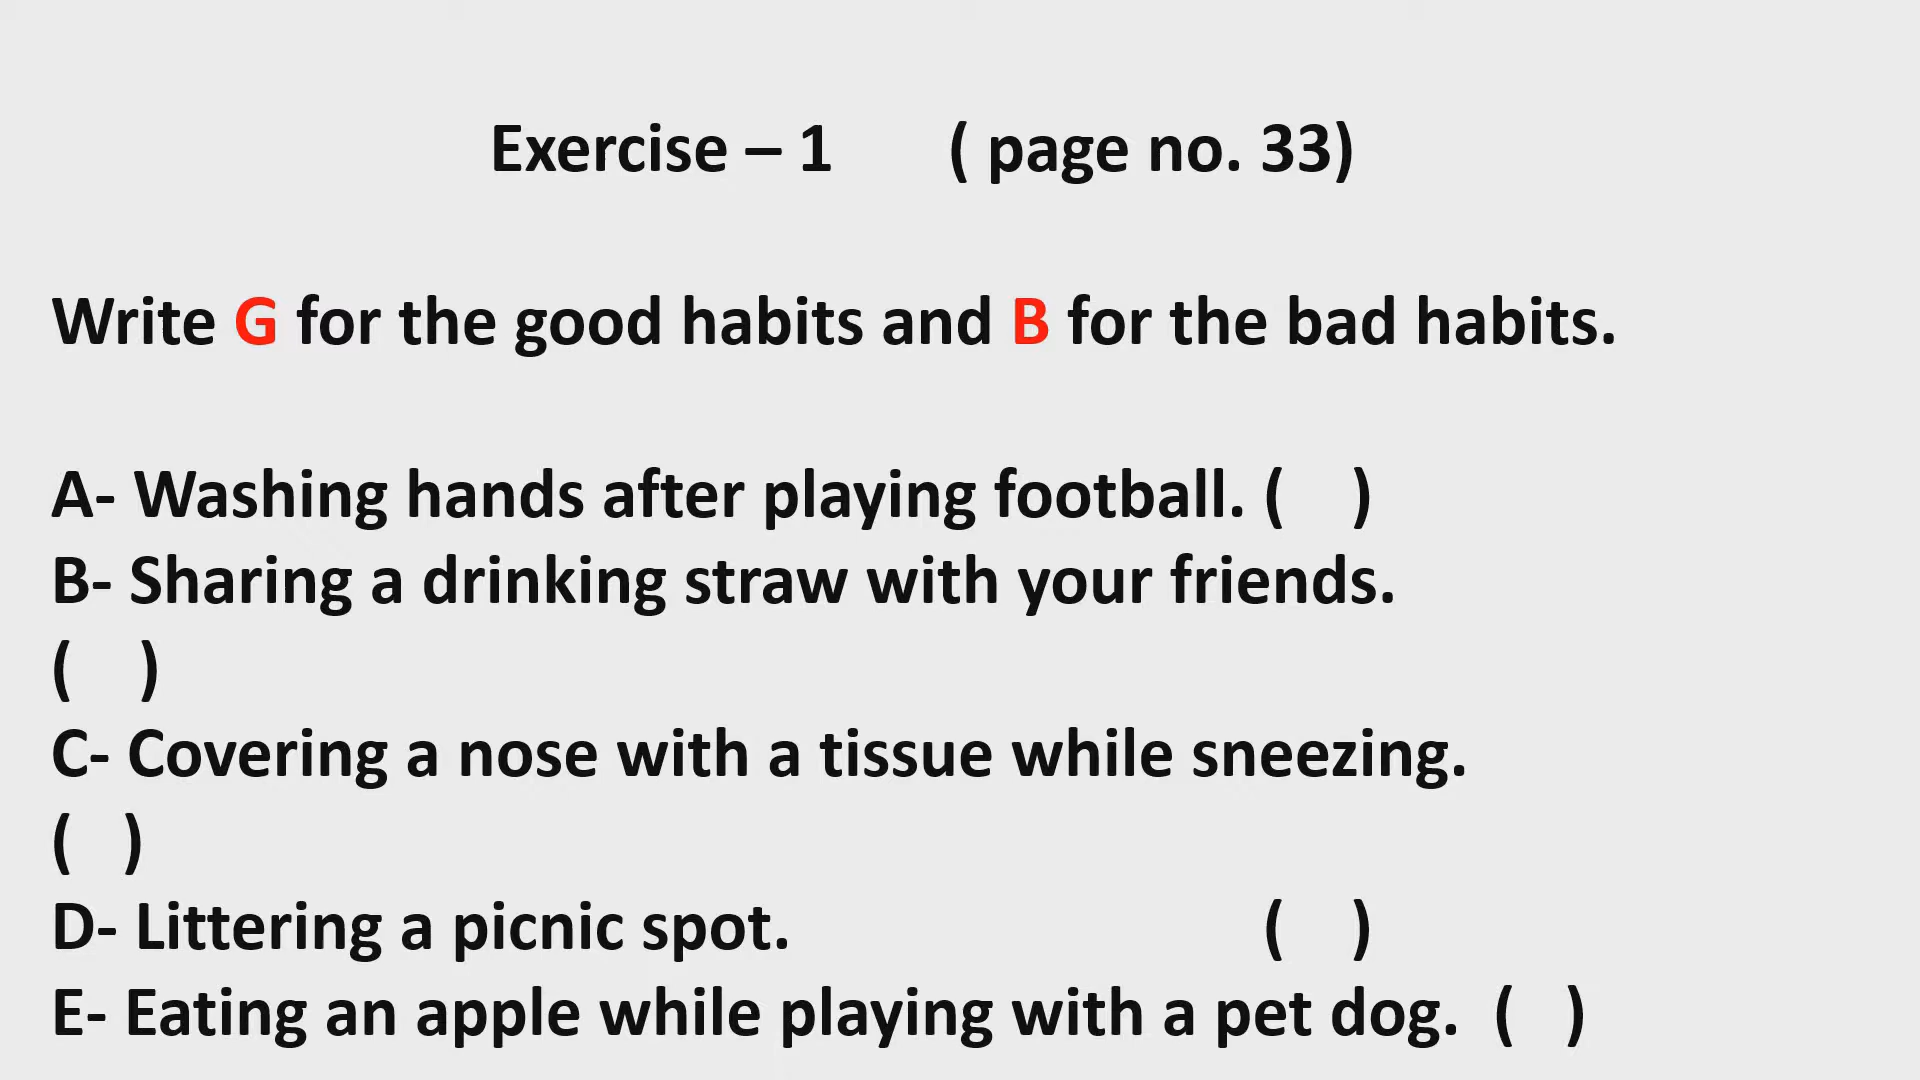 Exercise – 1 ( page no. 33)
Write G for the good habits and B for the bad habits.
A- Washing hands after playing football. ( )
B- Sharing a drinking straw with your friends.
( )
C- Covering a nose with a tissue while sneezing.
( )
D- Littering a picnic spot. ( )
E- Eating an apple while playing with a pet dog. ( )